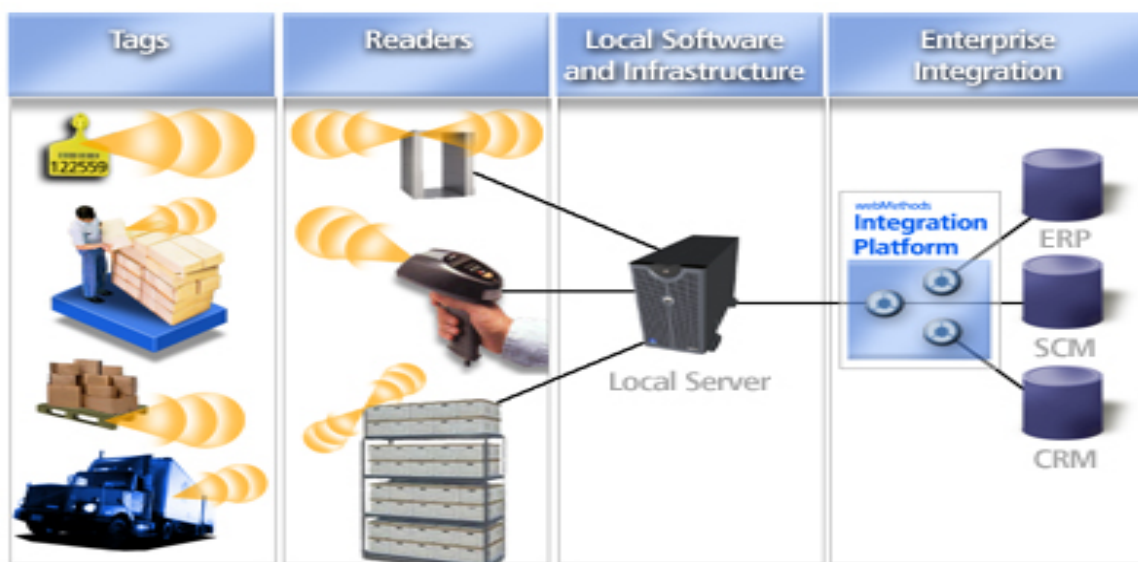 Tags
Readers
Local Software
and Infrastructure
Enterprise
Integration
122559
webMethods
Integration
Platform
ERP
SCM
CRM
Local Server